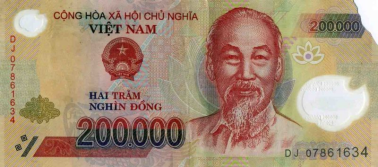 CỘNG HÒA XÃ HỘI CHỦ NGHĨA
VIỆT NAM
200000
DJ 07861634
HAI TRĂM
NGHÌN ĐỒNG
200.000
DJ 07861634